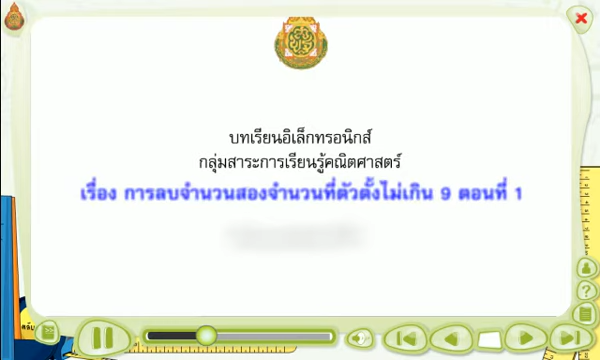 บทเรียนอิเล็กทรอนิกส์
กลุ่มสาระการเรียนรู้คณิตศาสตร์
เรื่อง การลบจำนวนสองจำนวนที่ตัวตั้งไม่เกิน 9 ตอนที่ 1